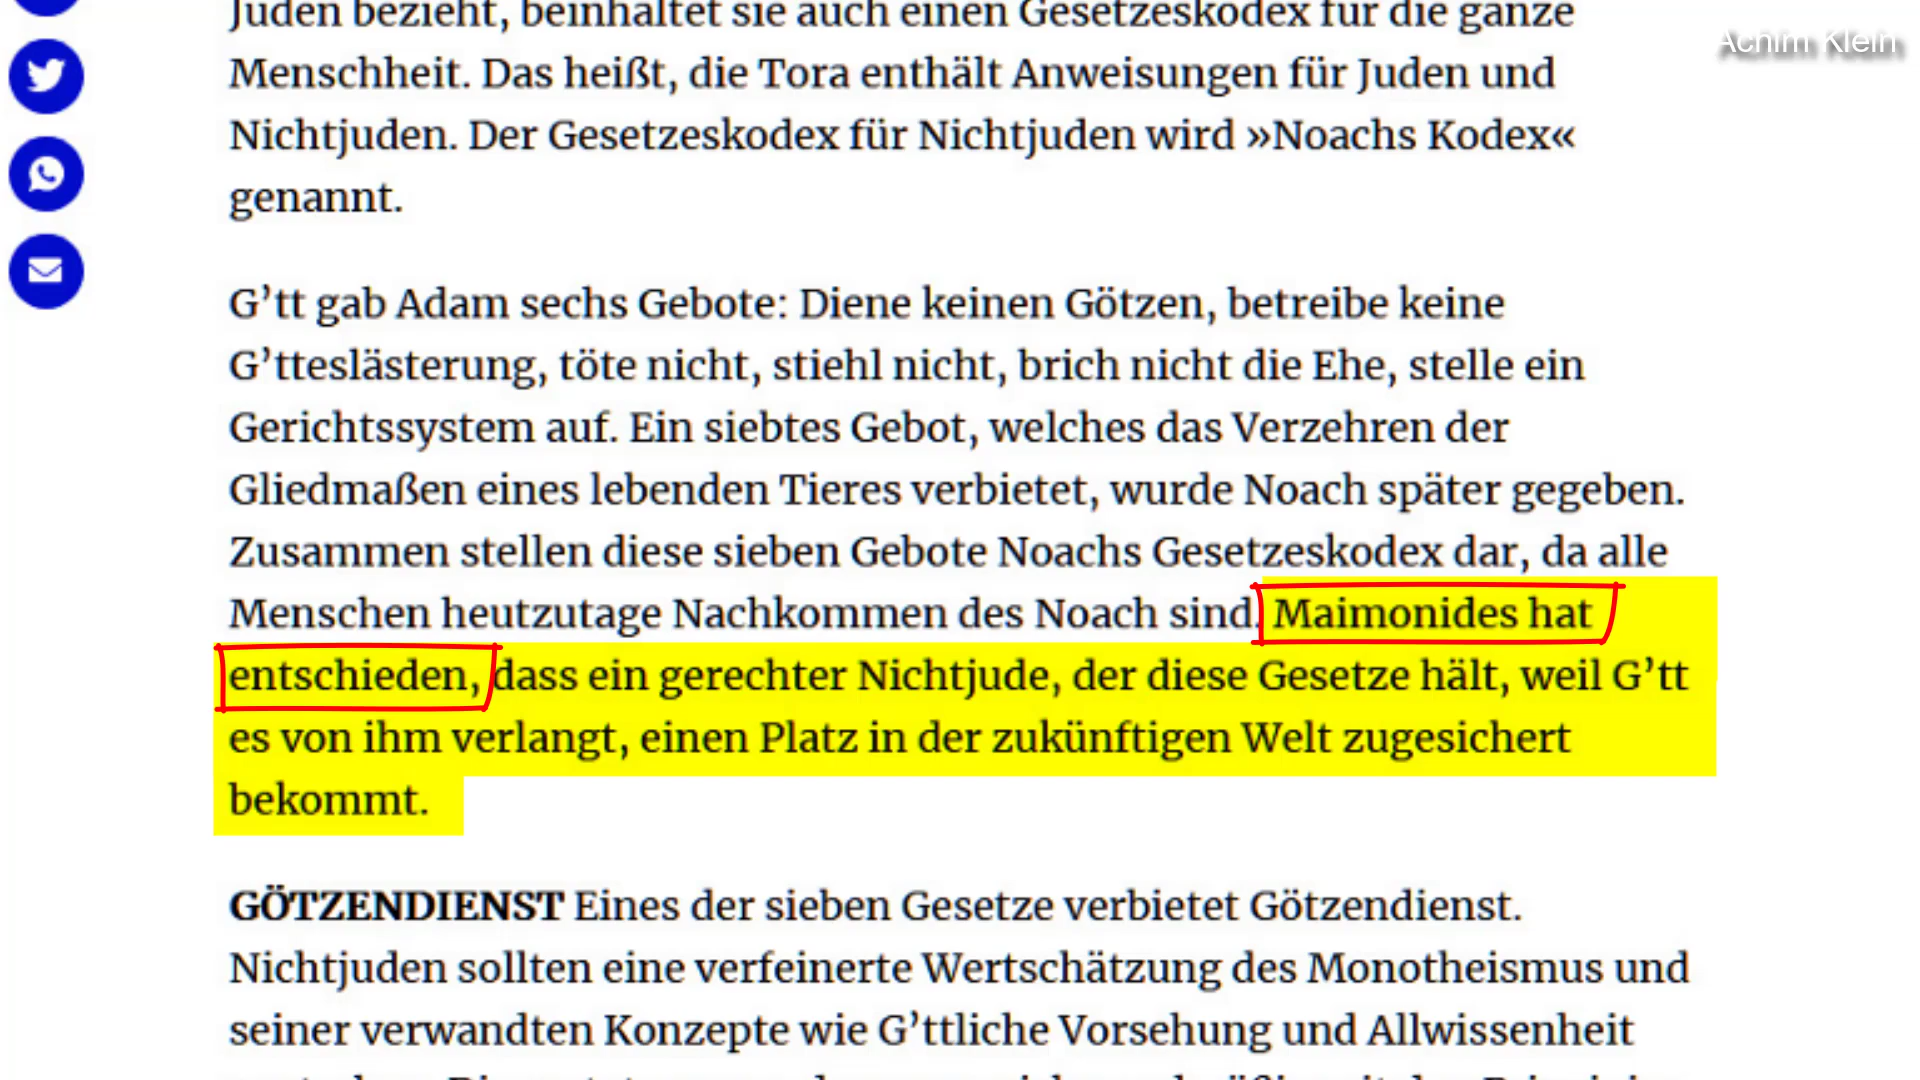 Juden bezieht, beinhaltet sie auch einen Gesetzeskodex für die ganze
Achim Klein
Menschheit. Das heißt, die Tora enthält Anweisungen für Juden und
Nichtjuden. Der Gesetzeskodex für Nichtjuden wird »Noachs Kodex«
genannt.
G’tt gab Adam sechs Gebote: Diene keinen Götzen, betreibe keine
G’tteslästerung, töte nicht, stiehl nicht, brich nicht die Ehe, stelle ein
Gerichtssystem auf. Ein siebtes Gebot, welches das Verzehren der
Gliedmaßen eines lebenden Tieres verbietet, wurde Noach später gegeben.
Zusammen stellen diese sieben Gebote Noachs Gesetzeskodex dar, da alle
Menschen heutzutage Nachkommen des Noach sind. Maimonides hat
entschieden, dass ein gerechter Nichtjude, der diese Gesetze hält, weil G’tt
es von ihm verlangt, einen Platz in der zukünftigen Welt zugesichert
bekommt.
GÖTZENDIENST Eines der sieben Gesetze verbietet Götzendienst.
Nichtjuden sollten eine verfeinerte Wertschätzung des Monotheismus und
seiner verwandten Konzepte wie G’ttliche Vorsehung und Allwissenheit